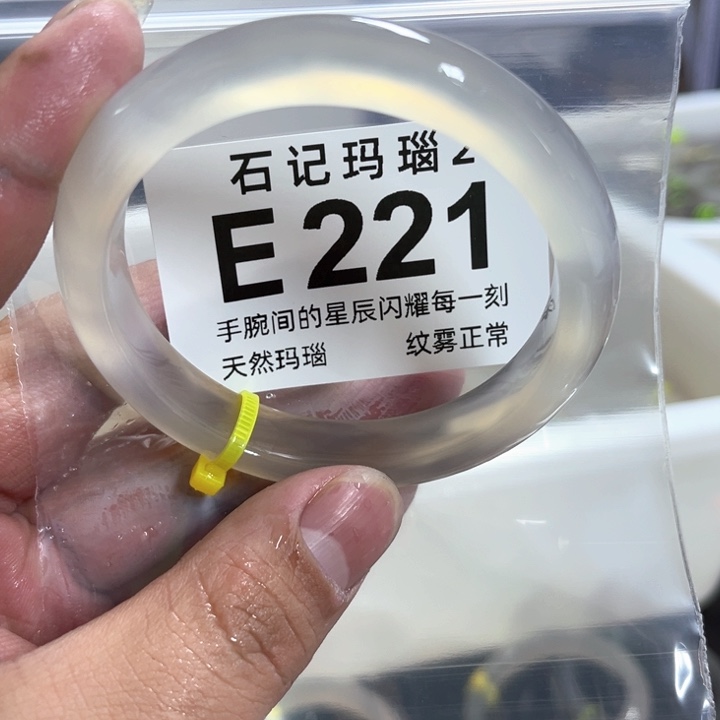 石记玛瑙2
E221
手腕间的星辰闪耀每一刻
天然玛瑙 纹雾正常